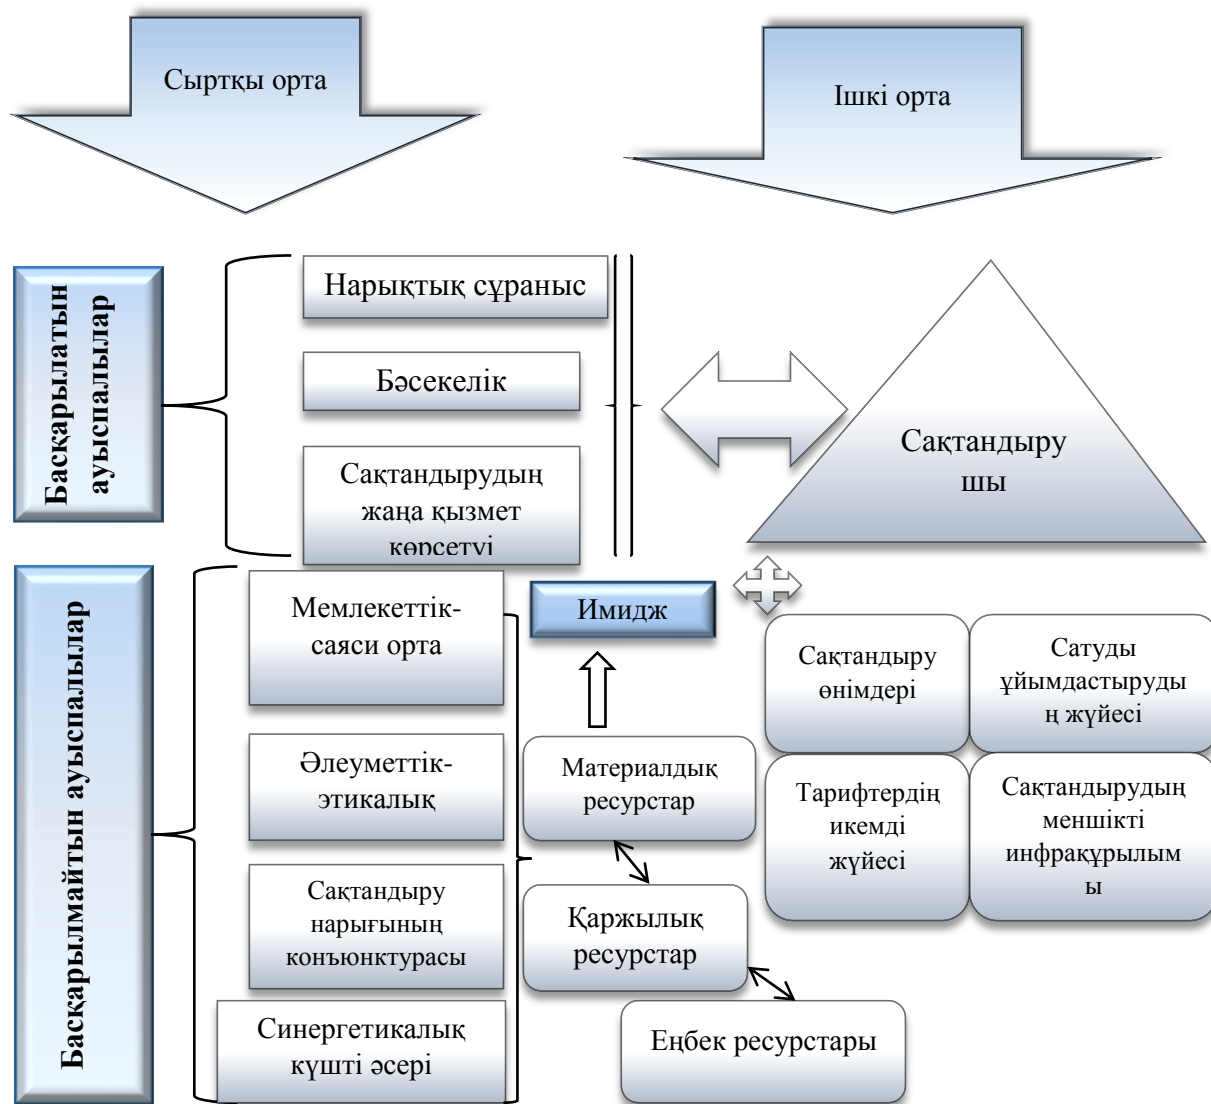 Сыртқы орта
Ішкі орта
Басқарылатын
ауыспалылар
Нарықтық сұраныс
Бәсекелік
Сақтандырудың
жаңа қызмет
көрсетуі
Сақтандыру
шы
Басқарылмайтын ауыспалылар
Мемлекеттік-
саяси орта
Әлеуметтік-
этикалық
Сақтандыру
нарығының
конъюнктурасы
Синергетикалық
күшті әсері
Имидж
Материалдық
ресурстар
Қаржылық
ресурстар
Еңбек ресурстары
Сақтандыру
өнімдері
Сатуды
ұйымдастыруды
ң жүйесі
Тарифтердің
икемді
жүйесі
Сақтандырудың
меншікті
инфрақұрылым
ы